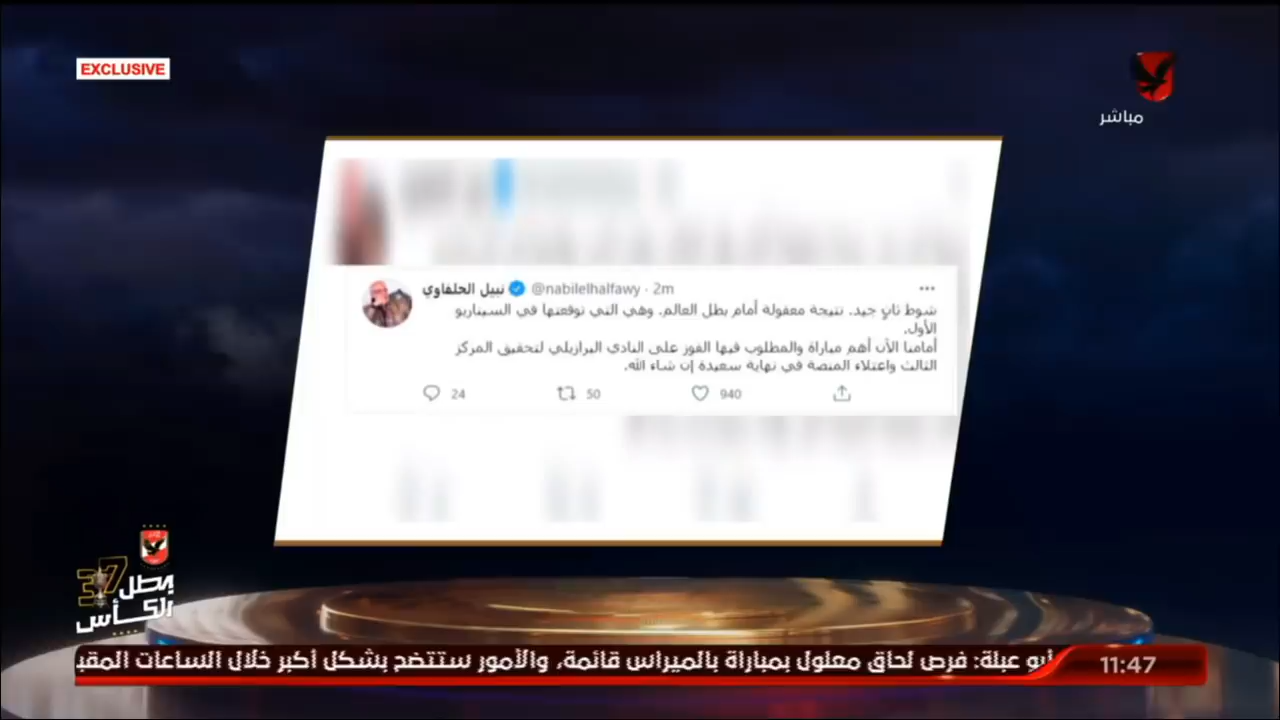 EXCLUSIVE
مباشر
نبيل الحلفاوي @nabilelhalfawy · 2m
شوط ثانٍ جيد. نتيجة معقولة أمام بطل العالم. وهي التي توقعتها في السيناريو
الأول.
أمامنا الآن أهم مباراة والمطلوب فيها الفوز على النادي البرازيلي لتحقيق المركز
الثالث واعتلاء المنصة في نهاية سعيدة إن شاء الله.
24 50 940
37
بطل
الكأس
أبو عبلة: فرص لحاق معلول بمباراة بالميراس قائمة، والأمور ستتضح بشكل أكبر خلال الساعات المقب
11:47